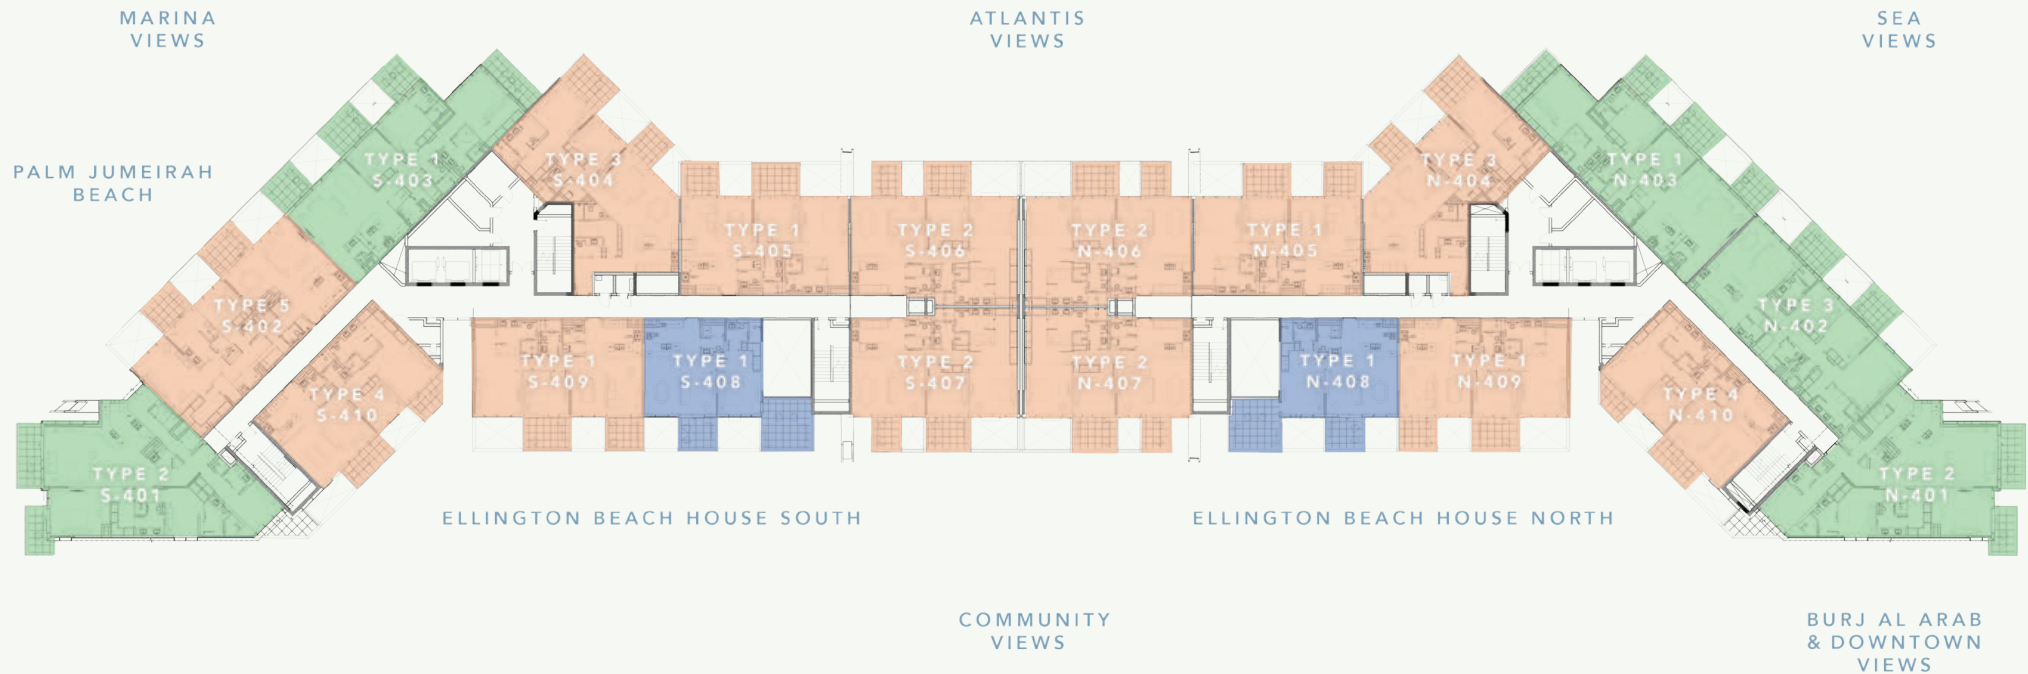 MARINA
VIEWS
ATLANTIS
VIEWS
SEA
VIEWS
PALM JUMEIRAH
BEACH
TYPE 1
S-403
TYPE 3
S-404
TYPE 3
N-404
TYPE 1
N-403
TYPE 1
S-405
TYPE 2
S-406
TYPE 2
N-406
TYPE 1
N-405
TYPE 5
S-402
TYPE 3
N-402
TYPE 4
S-410
TYPE 1
S-409
TYPE
S-408
TYPE 2
S-407
TYPE 2
N-407
TYPE 1
N-408
TYPE 1
N-409
TYPE 4
N-410
TYPE 2
S-401
TYPE 2
N-401
ELLINGTON BEACH HOUSE SOUTH
ELLINGTON BEACH HOUSE NORTH
COMMUNITY
VIEWS
BURJ AL ARAB
& DOWNTOWN
VIEWS